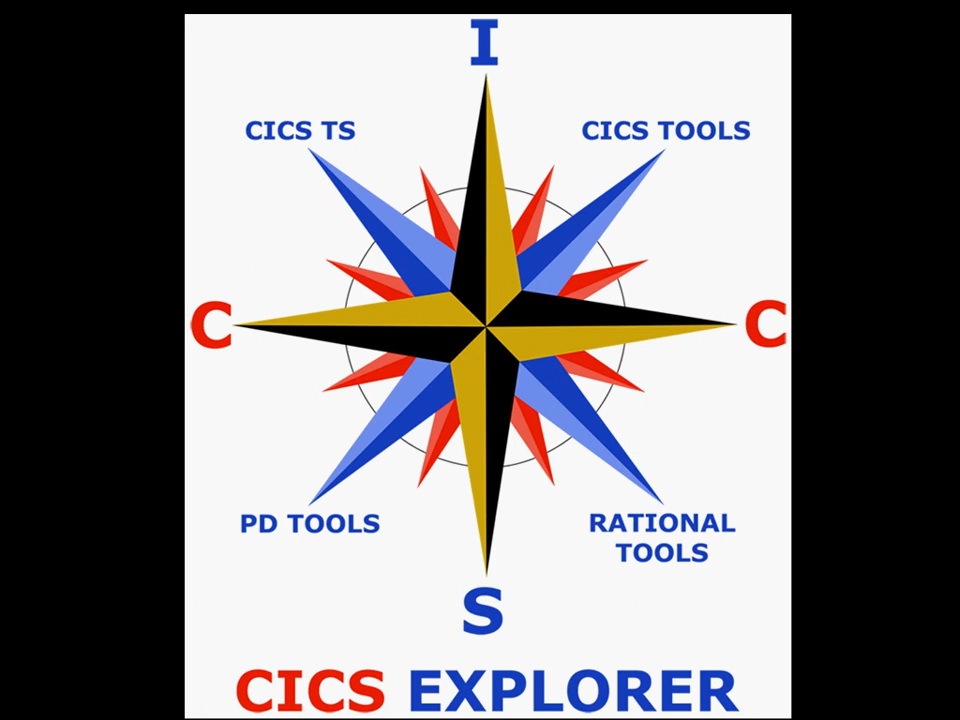 I
CICS TS
CICS TOOLS
C
C
PD TOOLS
RATIONAL
TOOLS
S
CICS EXPLORER